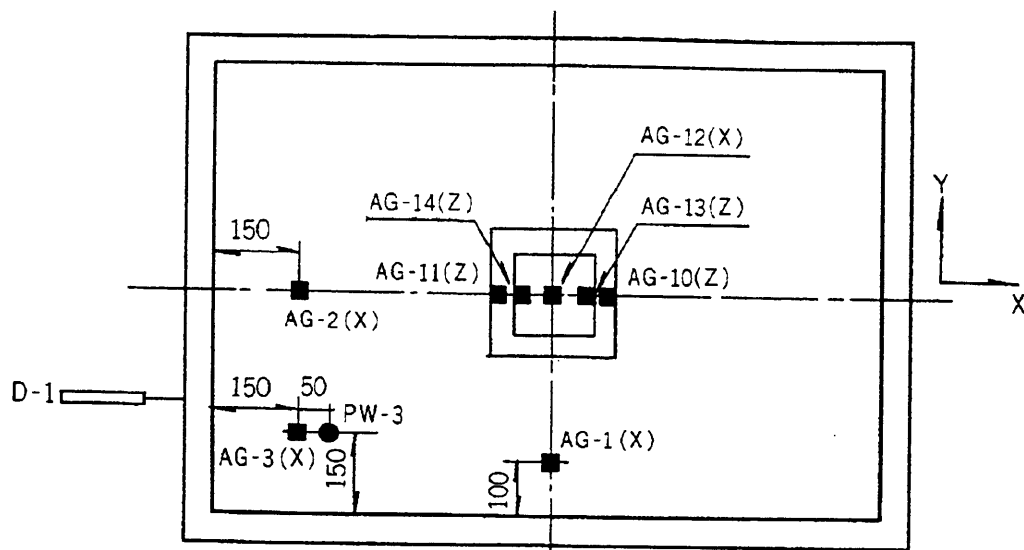 AG-12(X)
Y
AG-14(Z)
AG-13(Z)
150
AG-11(Z)
AG-10(Z)
X
AG-2(X)
150
50
D-1
PW-3
AG-3(X)
150
AG-1(X)
100